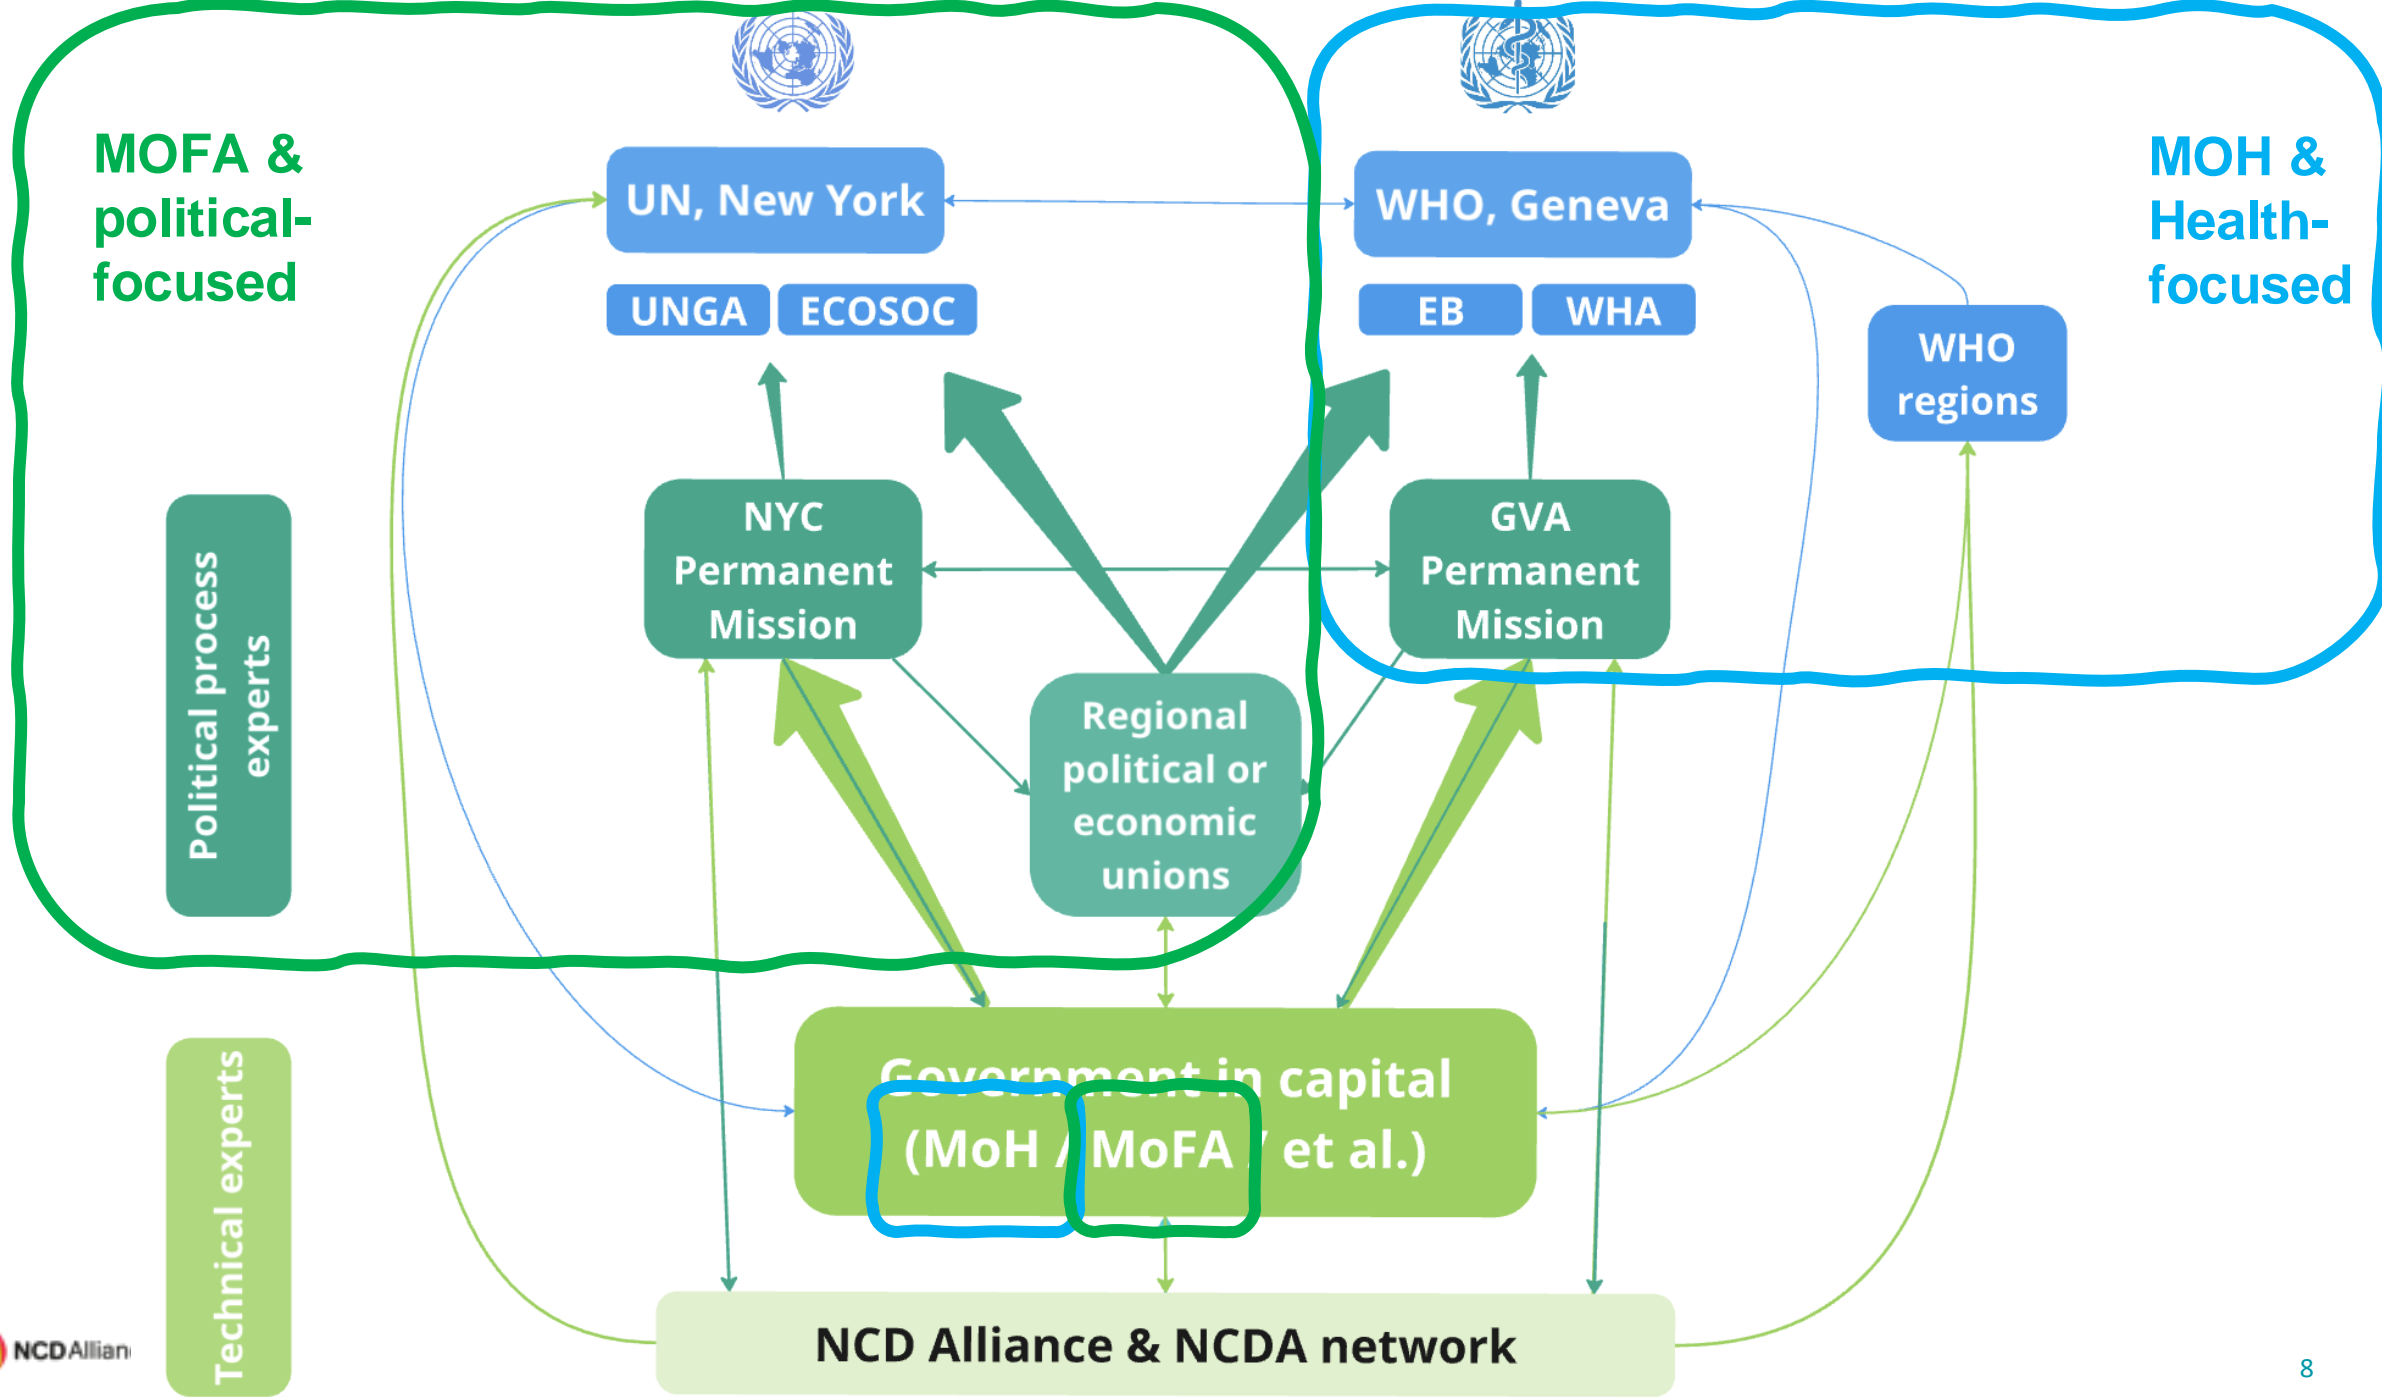 MOFA &
political-
focused
MOH &
Health-
focused
UN, New York
WHO, Geneva
UNGA
ECOSOC
EB
WHA
WHO
regions
NYC
Permanent
Mission
GVA
Permanent
Mission
Political process
experts
Regional
political or
economic
unions
Technical experts
Government in capital
(MoH / MoFA / et al.)
NCD Alliance & NCDA network
NCDAllian
8